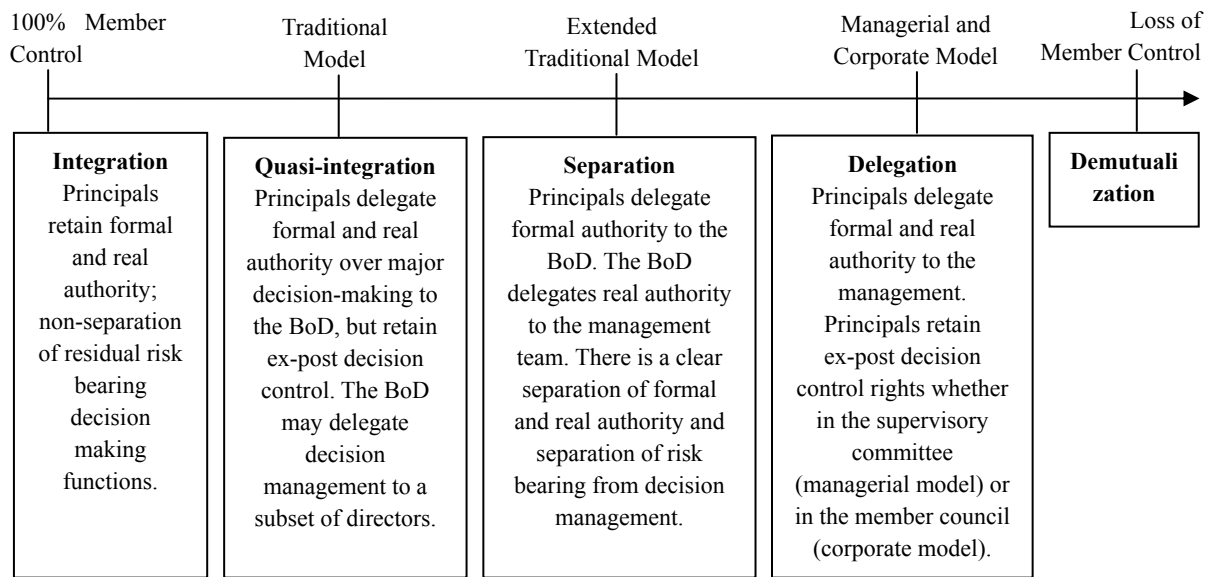 100% Member
Control
Traditional
Model
Extended
Traditional Model
Managerial and
Corporate Model
Loss of
Member Control
Integration
Principals
retain formal
and real
authority;
non-separation
of residual risk
bearing
decision
making
functions.
Quasi-integration
Principals delegate
formal and real
authority over major
decision-making to
the BoD, but retain
ex-post decision
control. The BoD
may delegate
decision
management to a
subset of directors.
Separation
Principals delegate
formal authority to the
BoD. The BoD
delegates real authority
to the management
team. There is a clear
separation of formal
and real authority and
separation of risk
bearing from decision
management.
Delegation
Principals delegate
formal and real
authority to the
management.
Principals retain
ex-post decision
control rights whether
in the supervisory
committee
(managerial model) or
in the member council
(corporate model).
Demutuali
zation